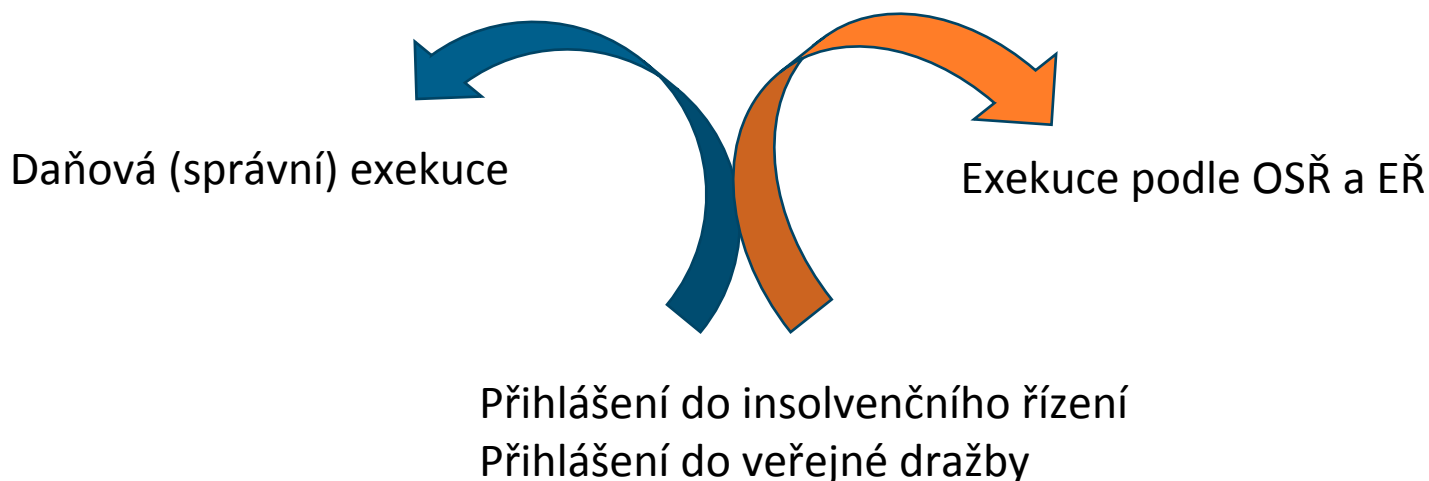 Daňová (správní) exekuce
Exekuce podle OSŘ a EŘ
Přihlášení do insolvenčního řízení
Přihlášení do veřejné dražby